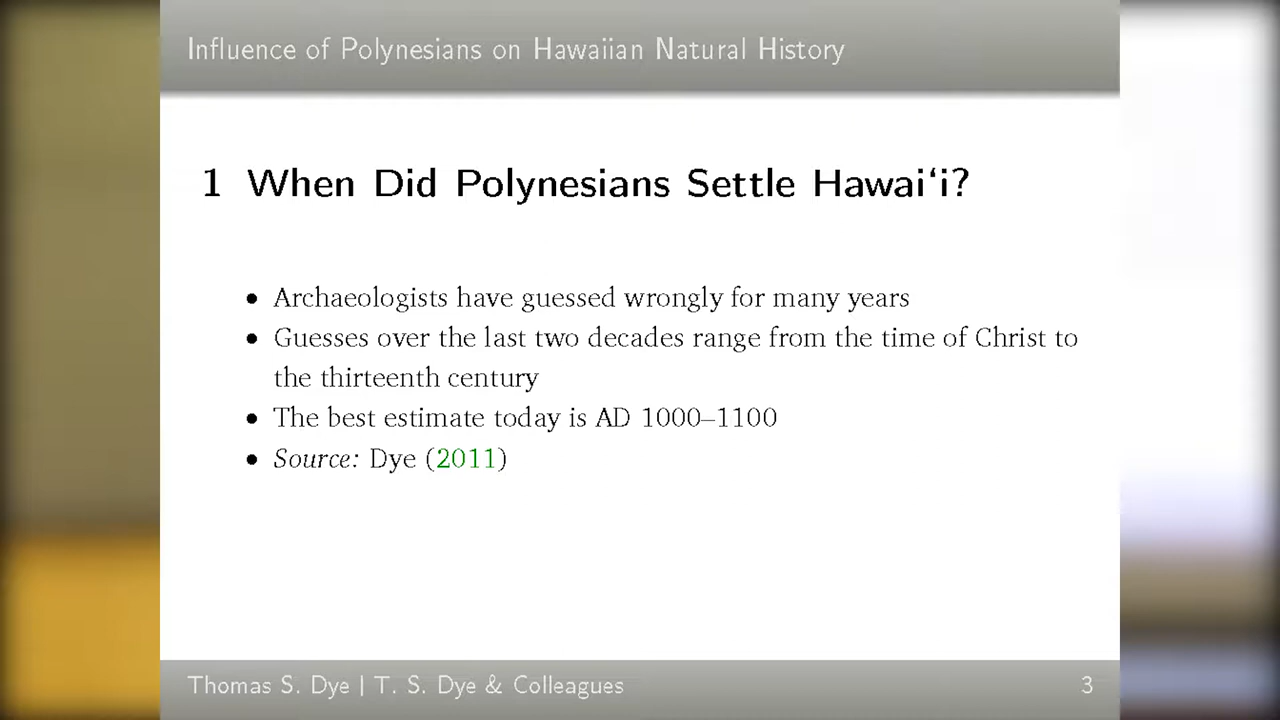 Influence of Polynesians on Hawaiian Natural History
1 When Did Polynesians Settle Hawai‘i?
• Archaeologists have guessed wrongly for many years
• Guesses over the last two decades range from the time of Christ to
the thirteenth century
• The best estimate today is AD 1000–1100
• Source: Dye (2011)
Thomas S. Dye | T. S. Dye & Colleagues 3